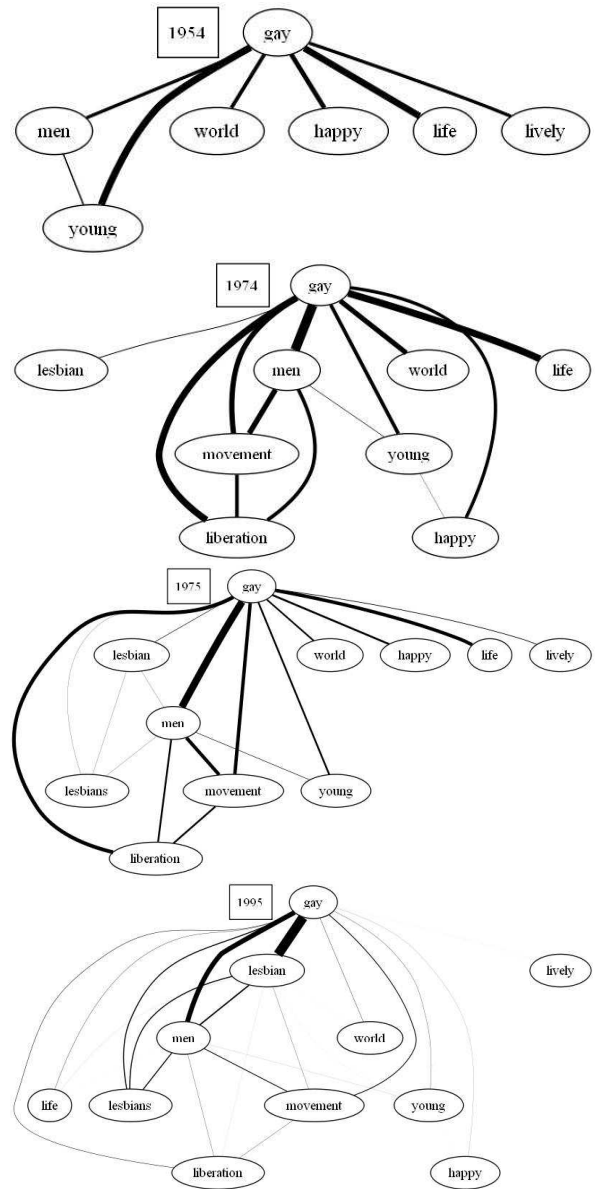 1954 gay
men world happy life lively
young
1974 gay
lesbian men world life
movement young
liberation happy
1975 gay
lesbian world happy life lively
men
lesbians movement young
liberation
1995 gay
lesbian lively
men world
life lesbians movement young
liberation happy